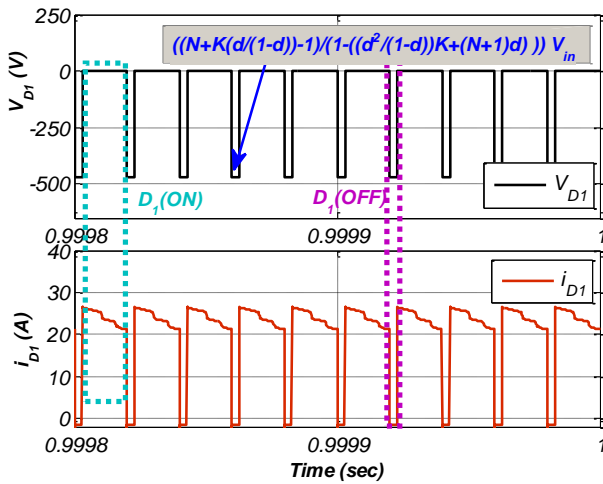 250
((N+K(d/(1-d))-1)/(1-((d²/(1-d))K+(N+1)d) )) V_in
0
V_D1 (V)
-250
-500
D_1(ON)
D_1(OFF)
V_D1
0.9998
0.9999
1
40
i_D1
30
i_D1 (A)
20
10
0
0.9998
0.9999
1
Time (sec)